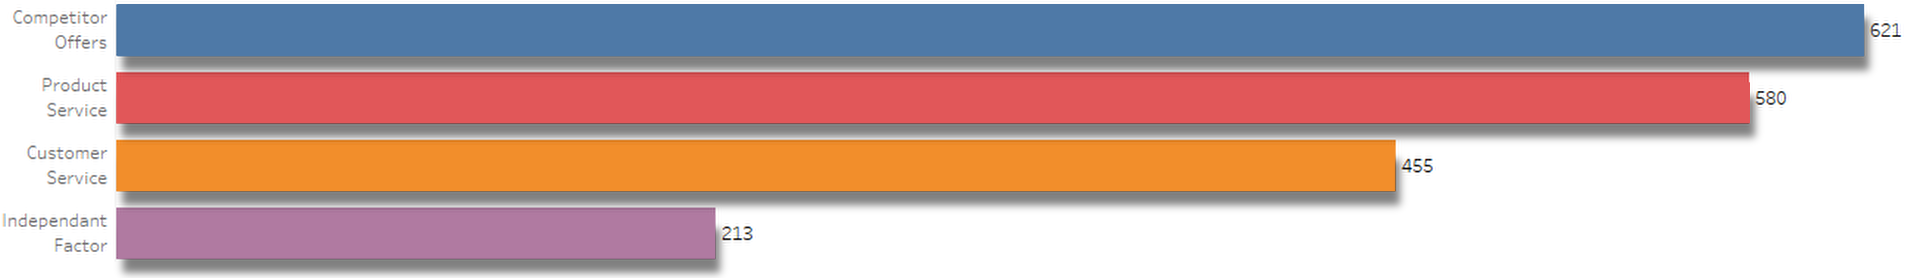 Competitor
Offers
621
Product
Service
580
Customer
Service
455
Independant
Factor
213